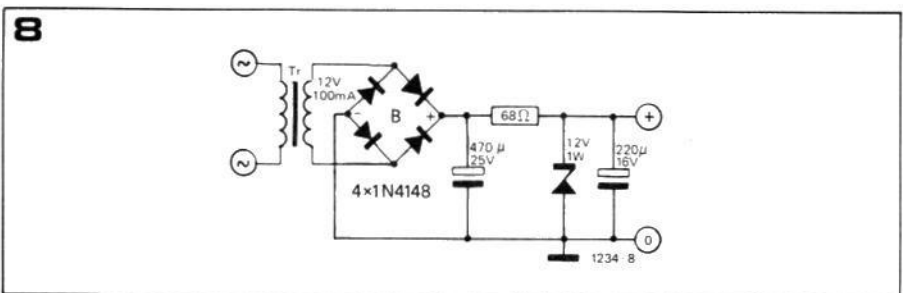 8
~
Tr
12V
100mA
~
B
-
+
4×1N4148
470 µ
25V
68Ω
12V
1W
220µ
16V
+
0
1234 8